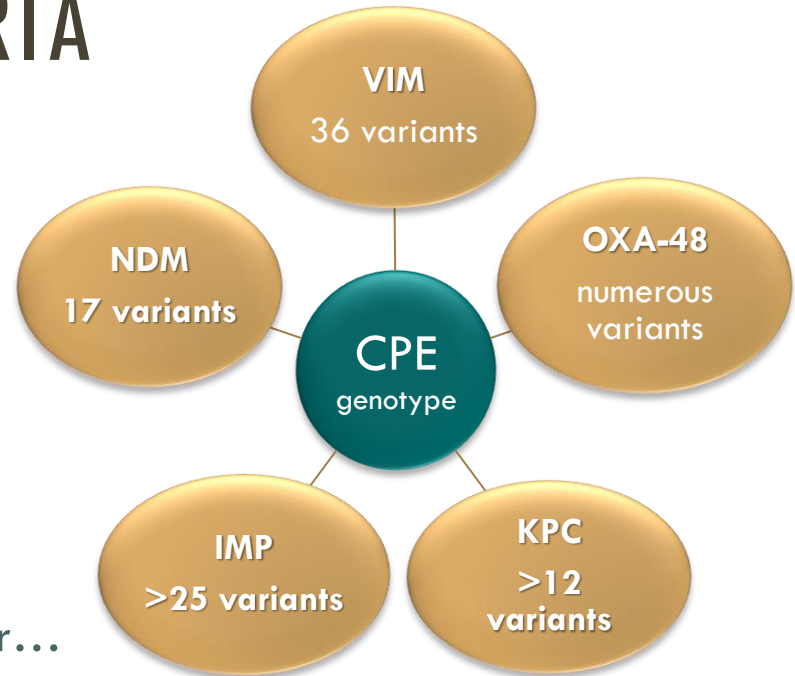 RIA
VIM
36 variants
OXA-48
numerous
variants
NDM
17 variants
CPE
genotype
IMP
>25 variants
KPC
>12
variants
r...